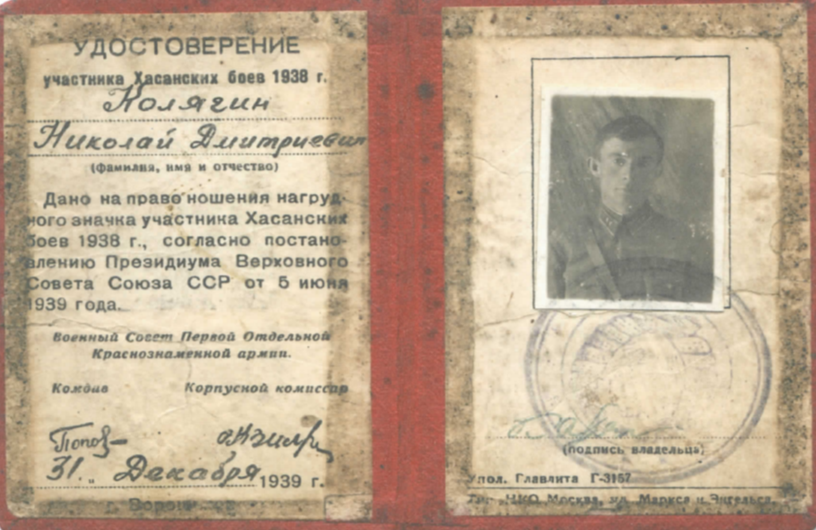 УДОСТОВЕРЕНИЕ
участника Хасанских боев 1938 г.
Колягин
Николай Дмитриевич
(фамилия, имя и отчество)
Дано на право ношения нагруд-
ного значка участника Хасанских
боев 1938 г., согласно постано-
влению Президиума Верховного
Совета Союза ССР от 5 июня
1939 года.
Военный Совет Первой Отдельной
Краснознаменной армии.
Комдив Корпусной комиссар
Попов
31 „ Декабря 1939 г.
(подпись владельца)
Упол. Главлита Г-3157
НКО Москва, ул. Маркса и Энгельса,